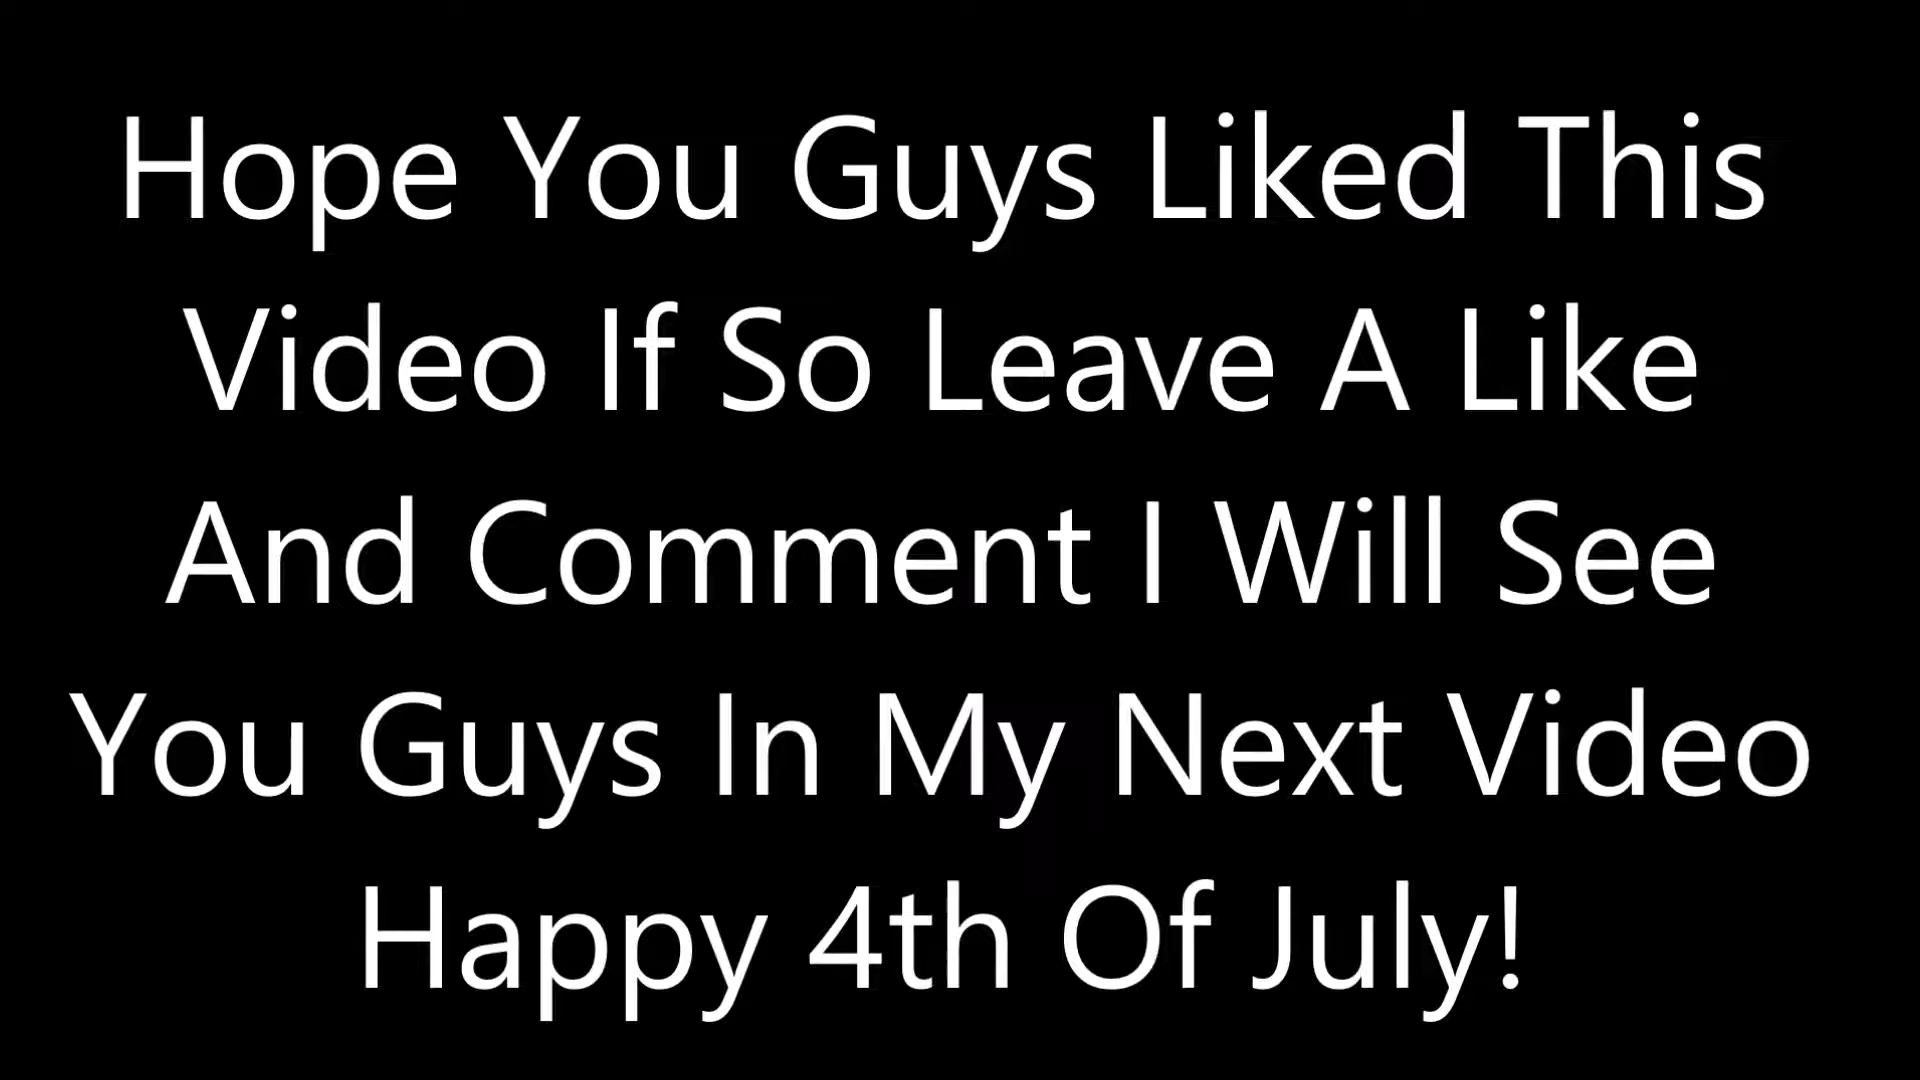 Hope You Guys Liked This
Video If So Leave A Like
And Comment I Will See
You Guys In My Next Video
Happy 4th Of July!